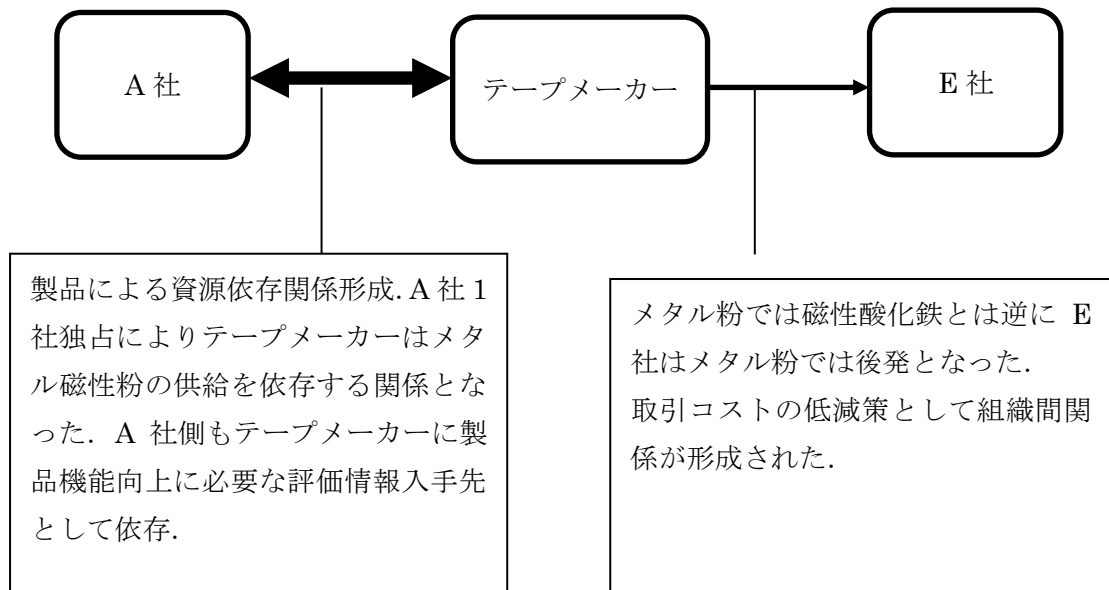 A 社
テープメーカー
E 社
製品による資源依存関係形成. A 社 1
社独占によりテープメーカーはメタ
ル磁性粉の供給を依存する関係とな
った．A 社側もテープメーカーに製
品機能向上に必要な評価情報入手先
として依存.
メタル粉では磁性酸化鉄とは逆に E
社はメタル粉では後発となった．
取引コストの低減策として組織間関
係が形成された．